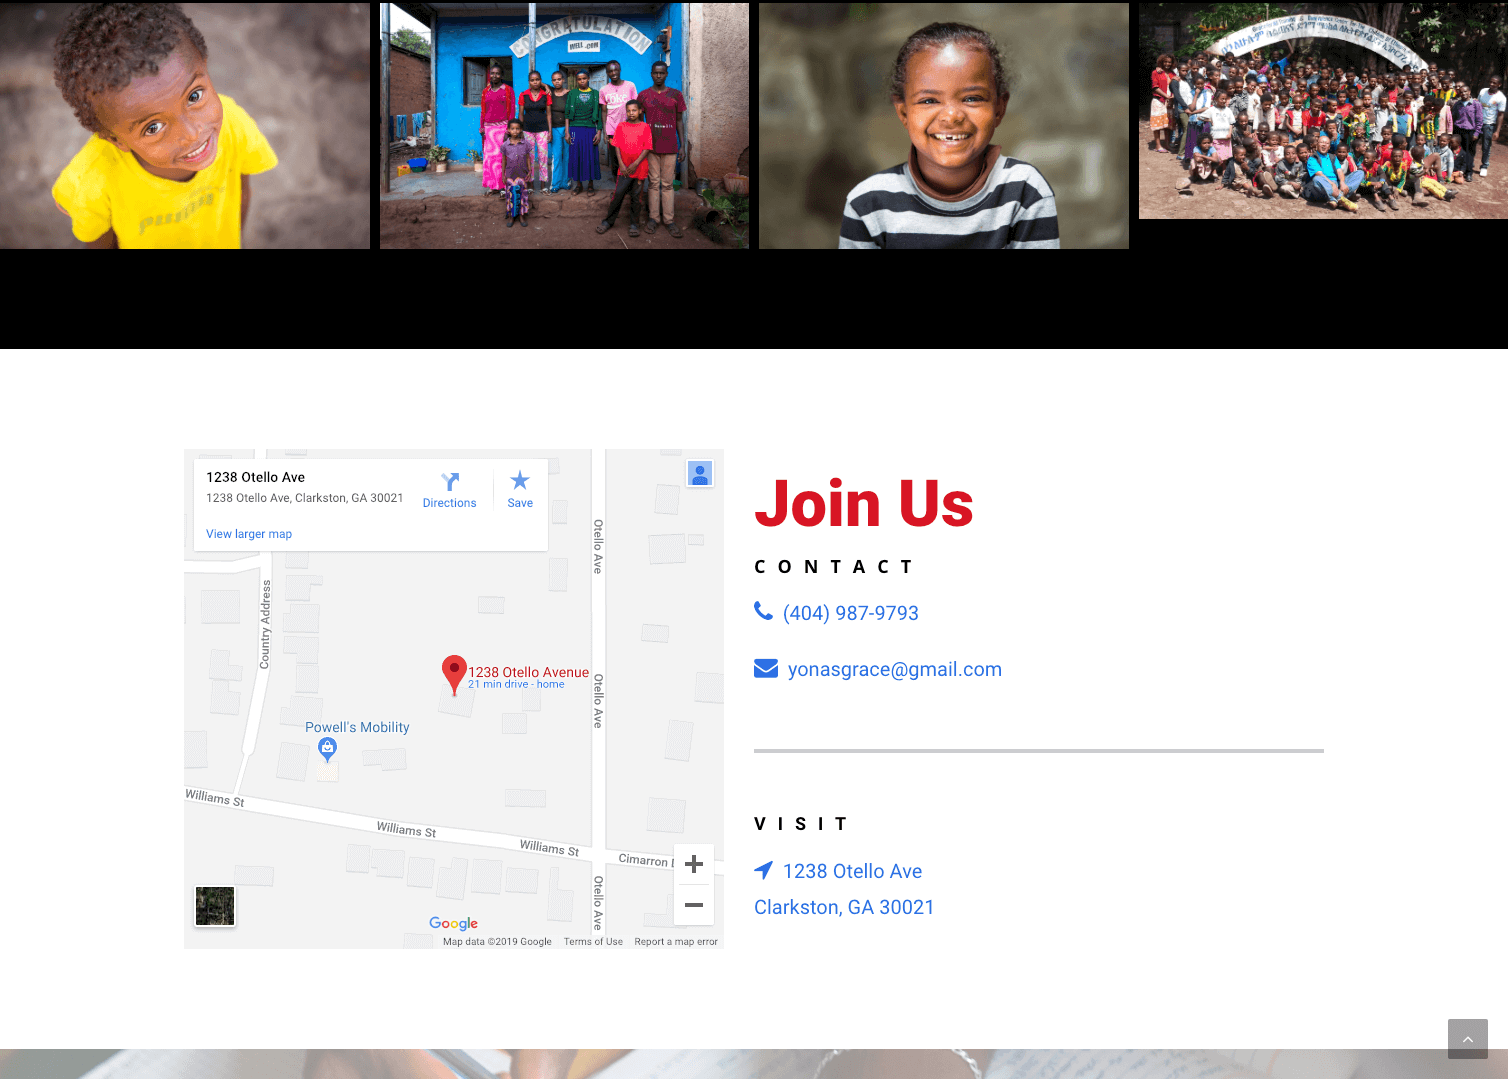 CONGRATULATION
WELL.COM
1238 Otello Ave
1238 Otello Ave, Clarkston, GA 30021
Directions
Save
View larger map
Otello Ave
Country Address
1238 Otello Avenue
21 min drive - home
Otello Ave
Powell's Mobility
Williams St
Williams St
Williams St
Cimarron
Otello Ave
Google
Map data ©2019 Google
Terms of Use
Report a map error
Join Us
CONTACT
(404) 987-9793
yonasgrace@gmail.com
VISIT
1238 Otello Ave
Clarkston, GA 30021